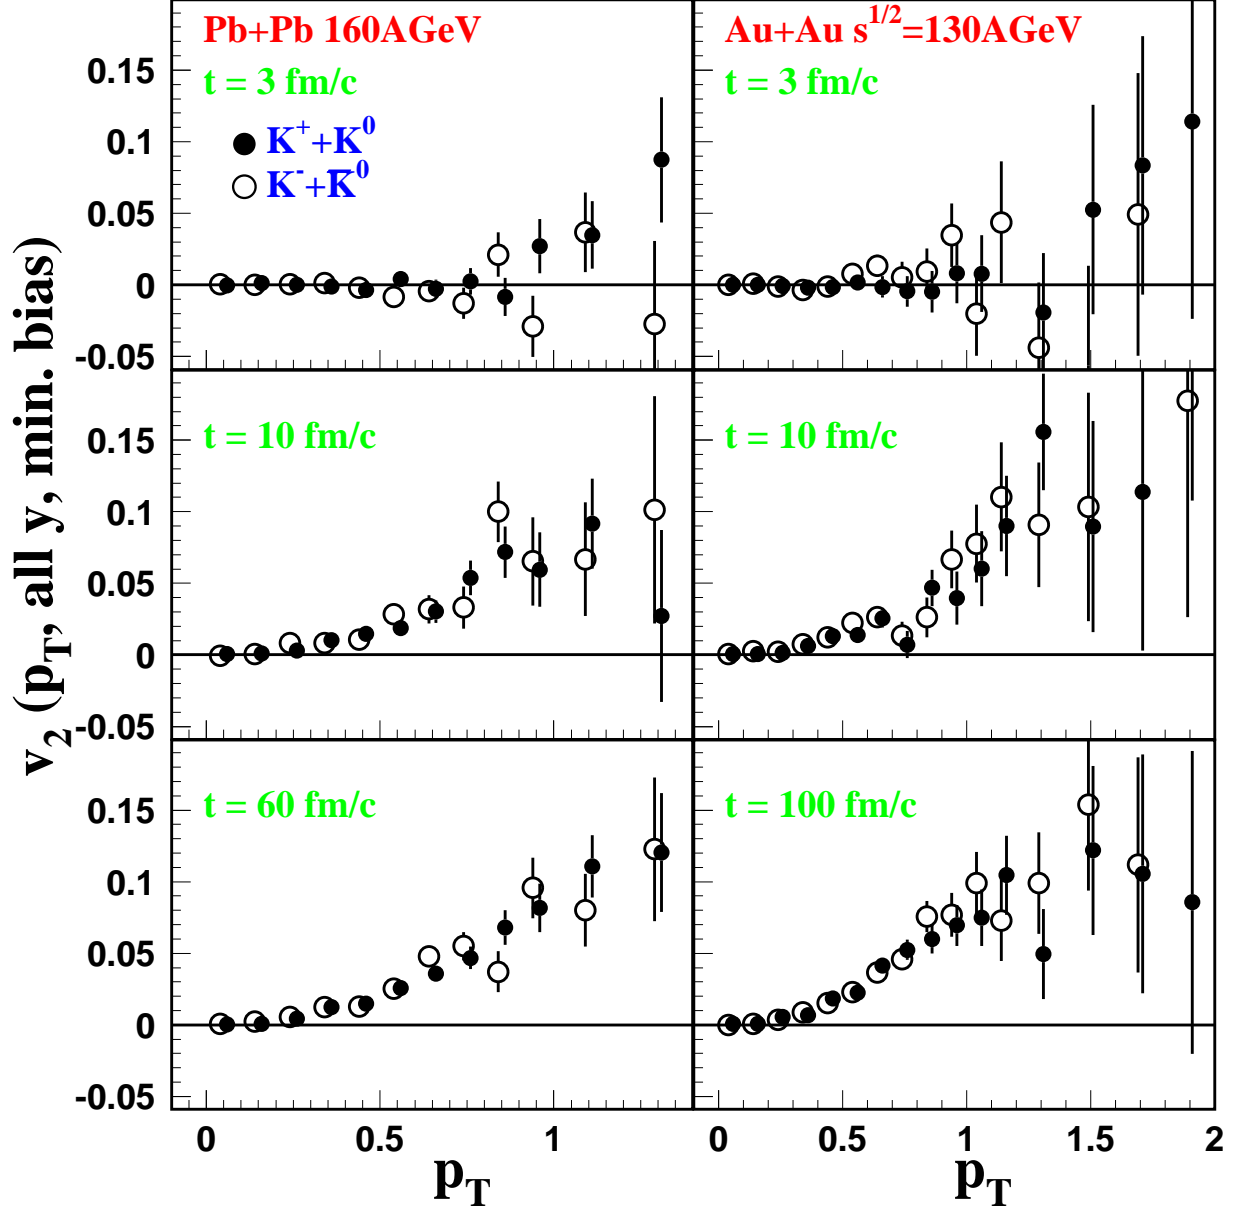 Pb+Pb 160AGeV
t = 3 fm/c
K⁺+K⁰
K⁻+K̅⁰
Au+Au s^1/2=130AGeV
t = 3 fm/c
0.15
0.1
0.05
0
-0.05
t = 10 fm/c
t = 10 fm/c
0.15
0.1
0.05
0
-0.05
t = 60 fm/c
t = 100 fm/c
0.15
0.1
0.05
0
-0.05
v₂ (p_T, all y, min. bias)
0 0.5 1
0 0.5 1 1.5 2
p_T
p_T